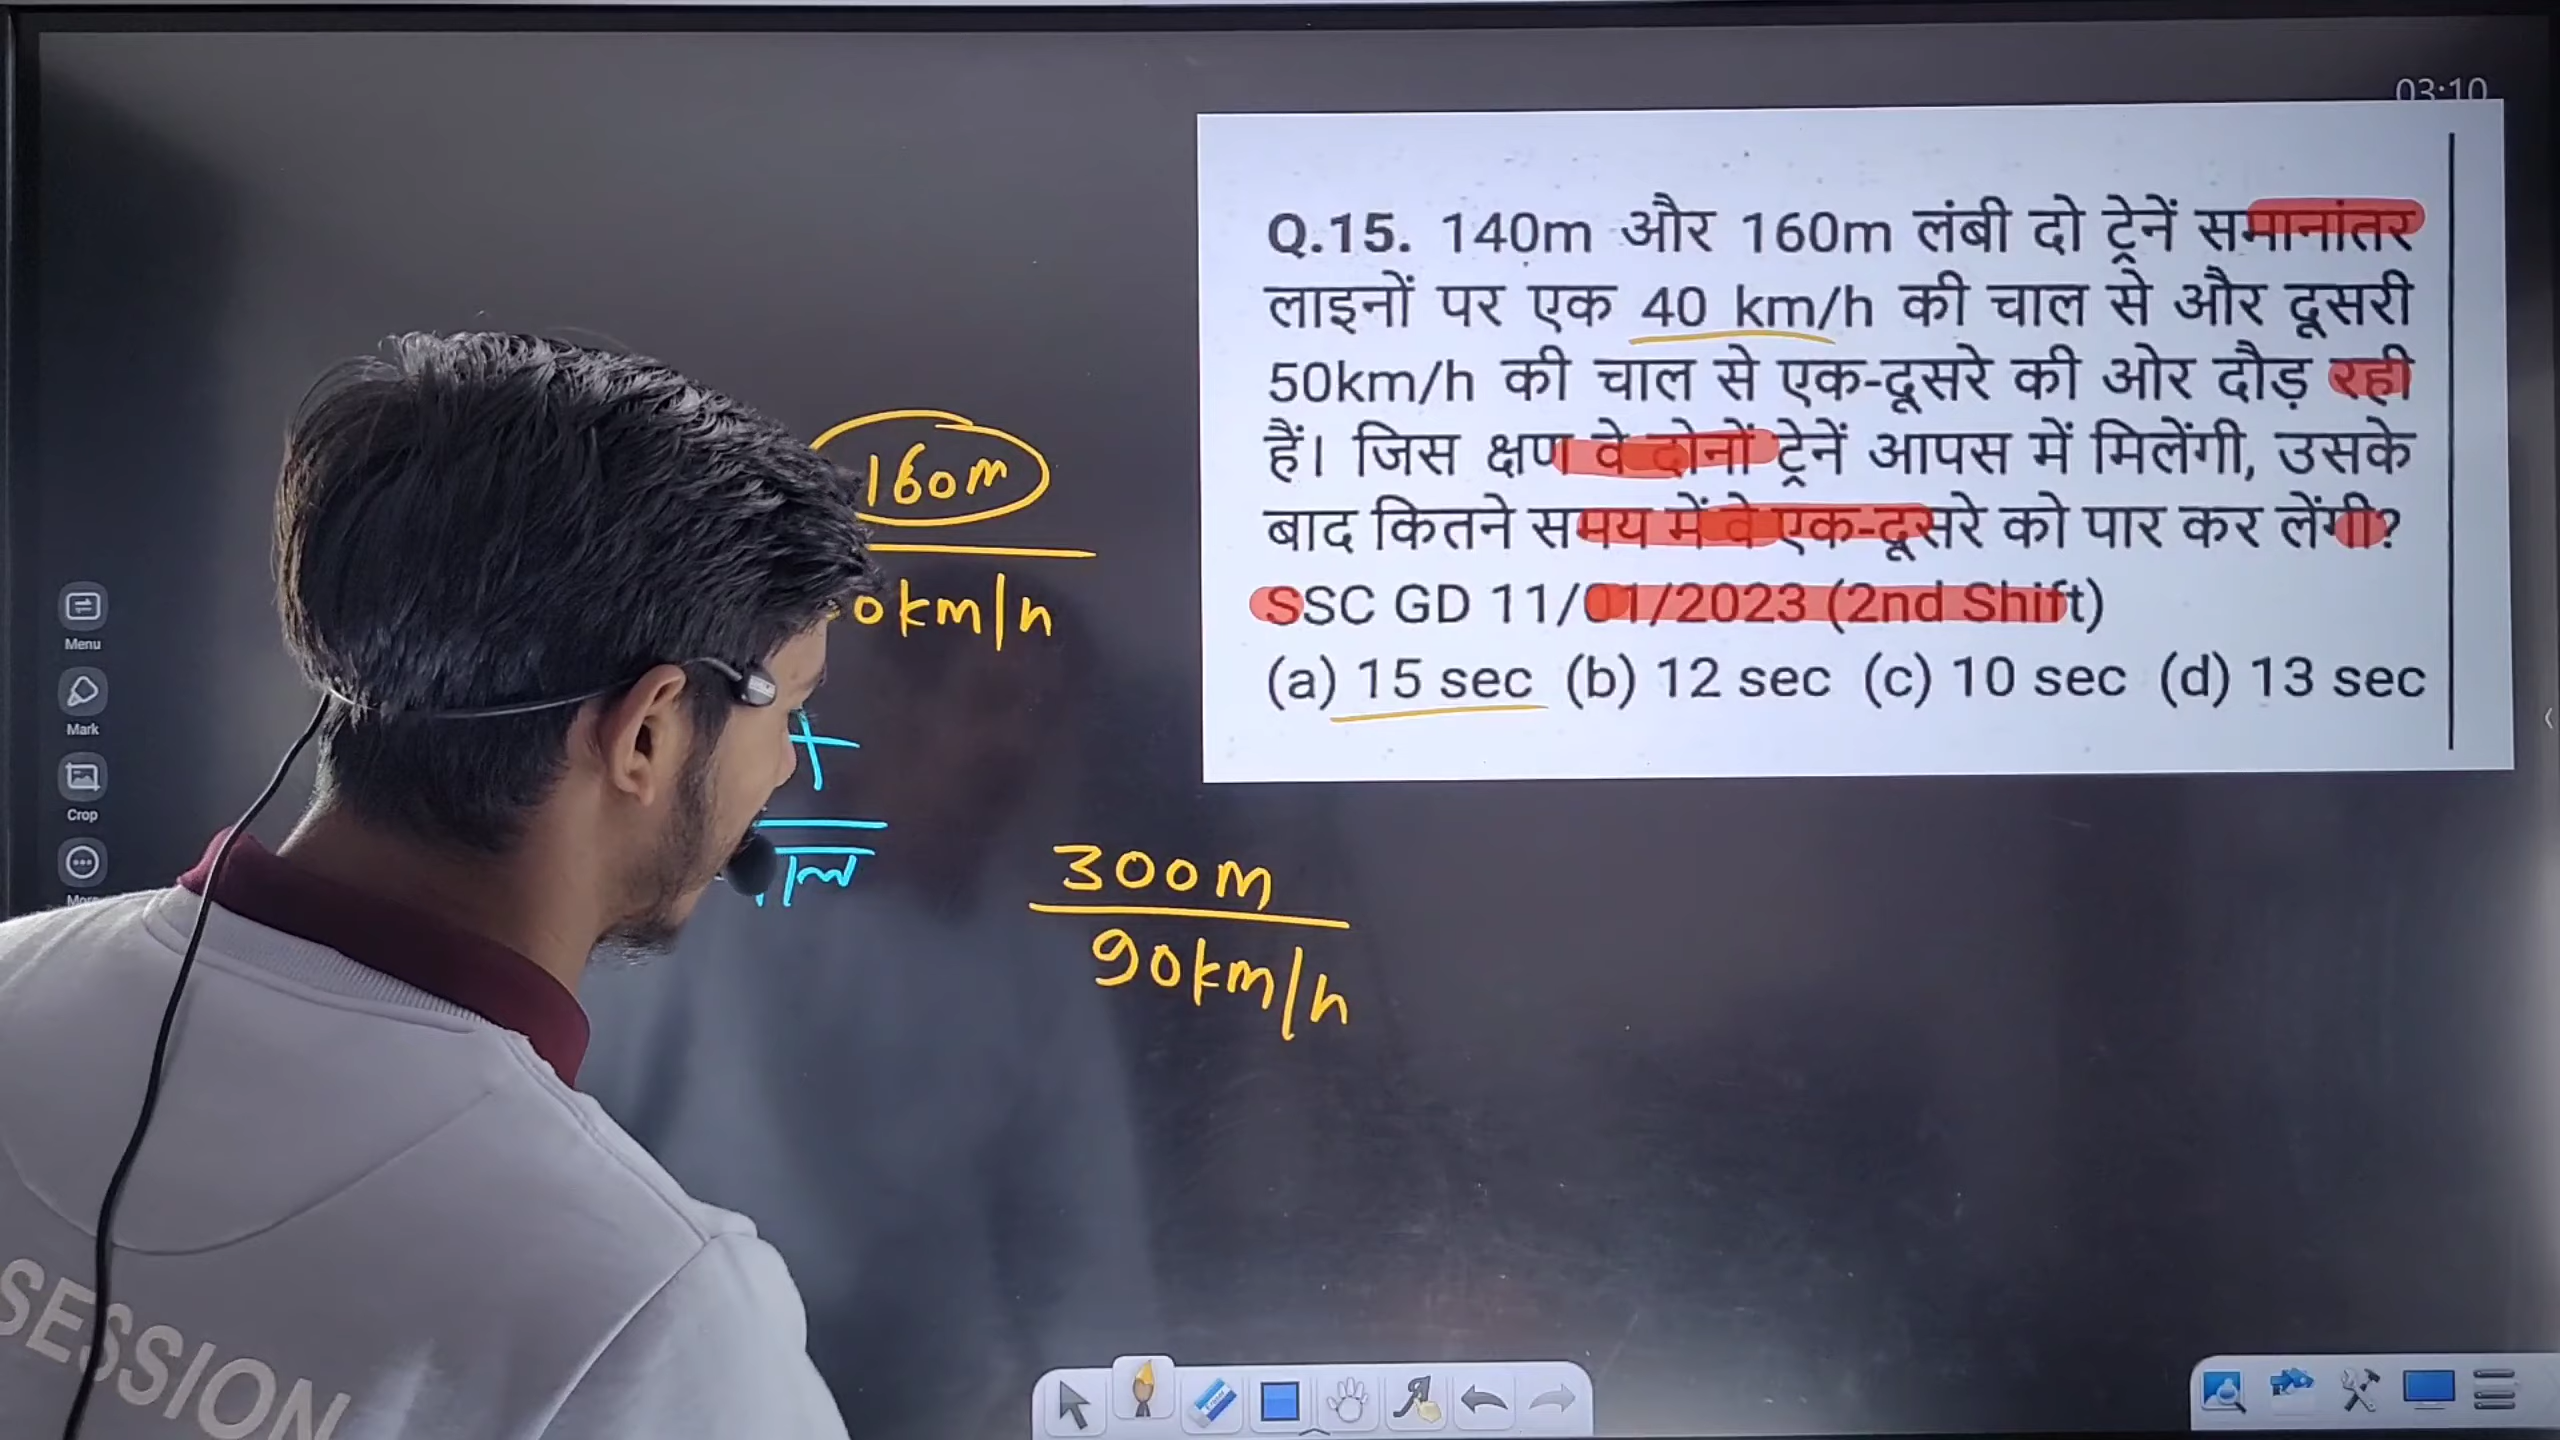 03:10
Q.15. 140m और 160m लंबी दो ट्रेनें समानांतर
लाइनों पर एक 40 km/h की चाल से और दूसरी
50km/h की चाल से एक-दूसरे की ओर दौड़ रही
हैं। जिस क्षण वे दोनों ट्रेनें आपस में मिलेंगी, उसके
बाद कितने समय में वे एक-दूसरे को पार कर लेंगी?
SSC GD 11/01/2023 (2nd Shift)
(a) 15 sec (b) 12 sec (c) 10 sec (d) 13 sec
160m
0km/h
+
300m
90km/h
Menu
Mark
Crop
More
SESSION